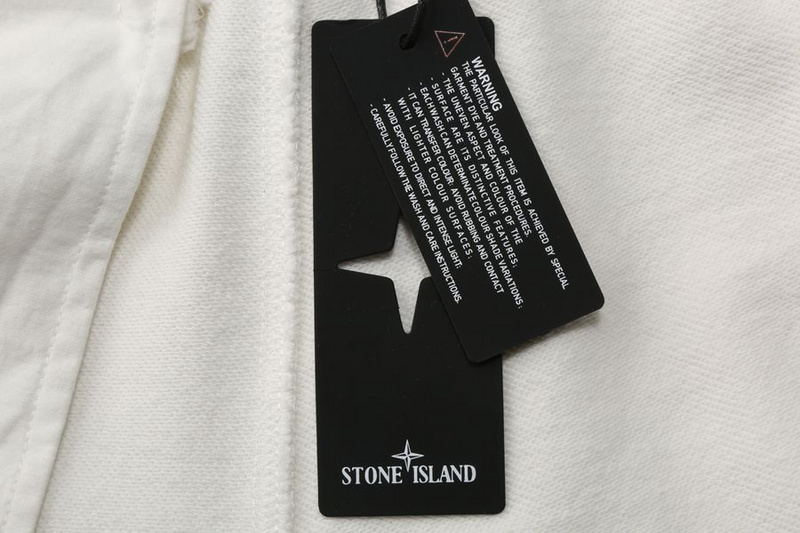 WARNING
THE PARTICULAR LOOK OF THIS ITEM IS ACHIEVED BY SPECIAL
GARMENT DYE AND TREATMENT PROCEDURES.
- THE UNEVEN ASPECT AND COLOUR OF THE
SURFACE ARE ITS DISTINCTIVE FEATURES;
- EACH WASH CAN DETERMINATE COLOUR SHADE VARIATIONS;
- IT CAN TRANSFER COLOUR: AVOID RUBBING AND CONTACT
WITH LIGHTER COLOUR SURFACES;
- AVOID EXPOSURE TO DIRECT AND INTENSE LIGHT;
- CAREFULLY FOLLOW THE WASH AND CARE INSTRUCTIONS.
STONE ISLAND